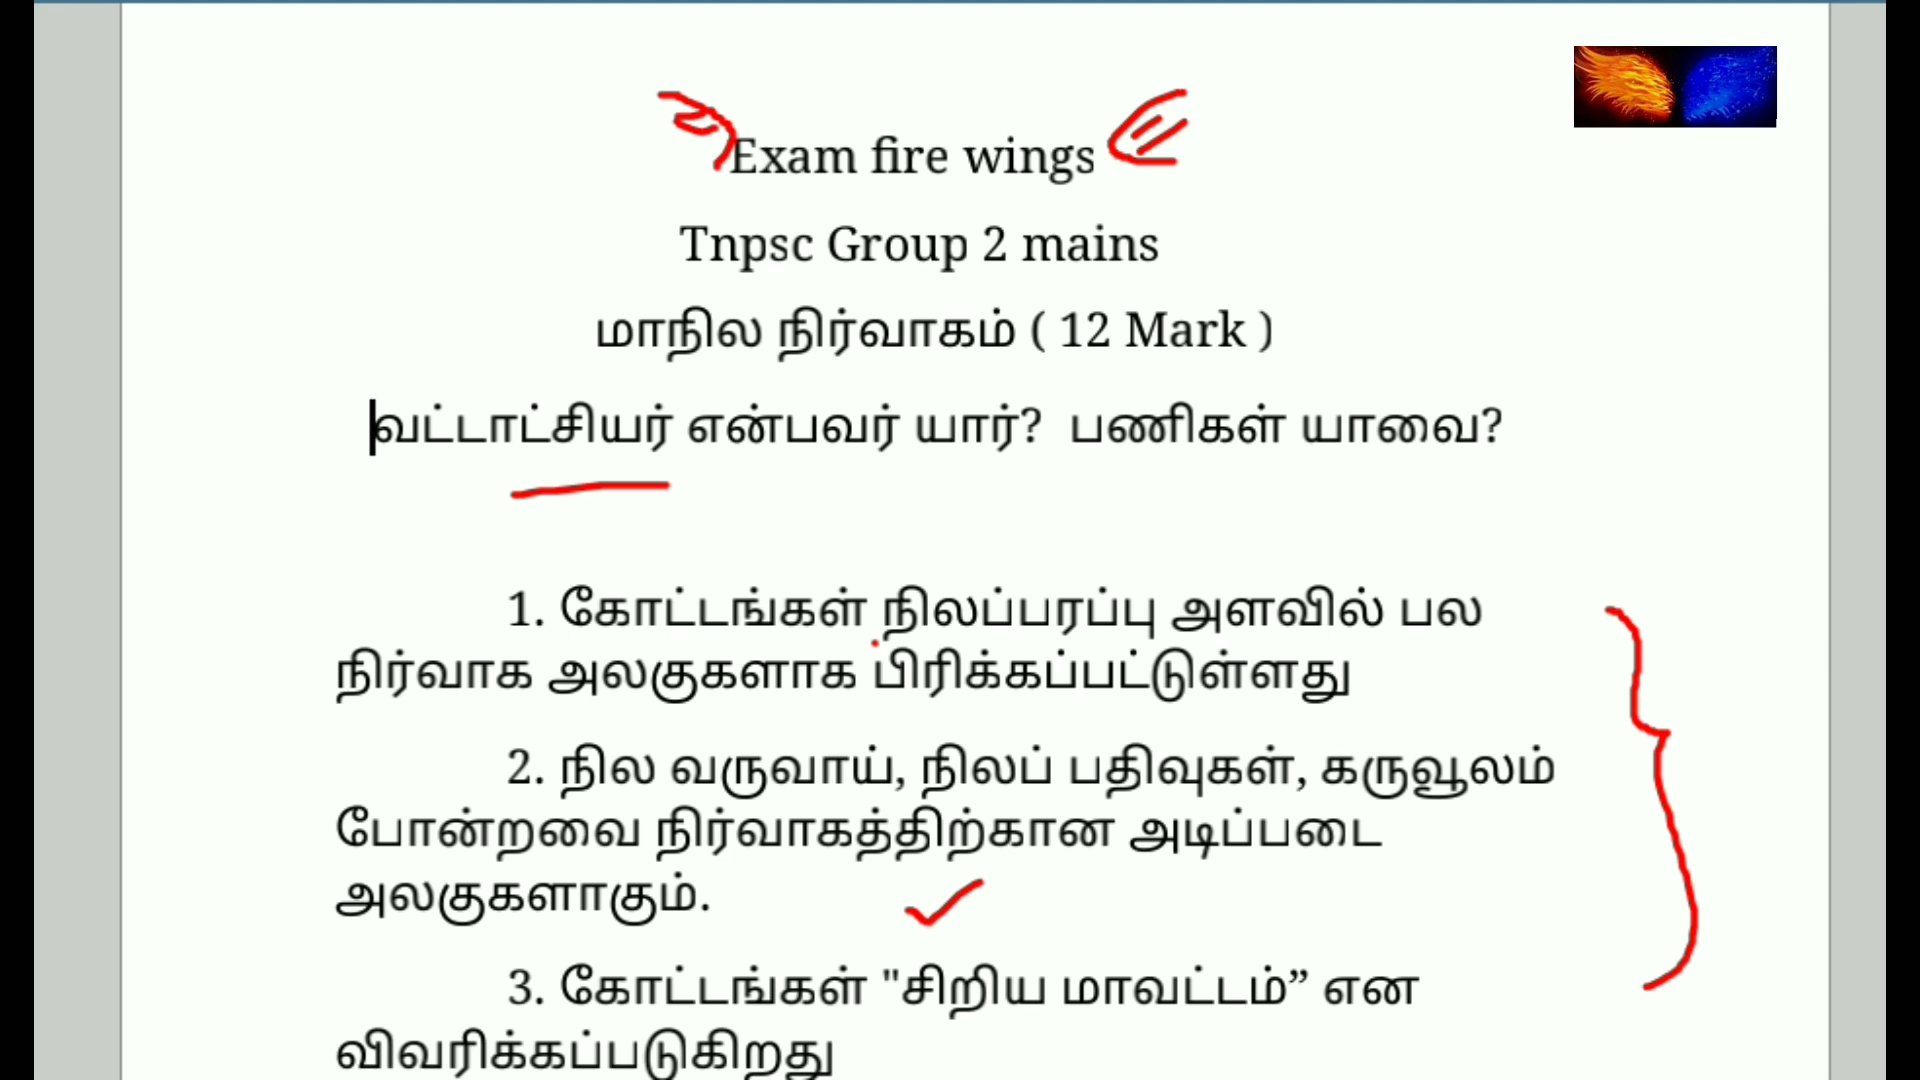 Exam fire wings
Tnpsc Group 2 mains
மாநில நிர்வாகம் ( 12 Mark )
வட்டாட்சியர் என்பவர் யார்? பணிகள் யாவை?
1. கோட்டங்கள் நிலப்பரப்பு அளவில் பல
நிர்வாக அலகுகளாக பிரிக்கப்பட்டுள்ளது
2. நில வருவாய், நிலப் பதிவுகள், கருவூலம்
போன்றவை நிர்வாகத்திற்கான அடிப்படை
அலகுகளாகும்.
3. கோட்டங்கள் "சிறிய மாவட்டம்” என
விவரிக்கப்படுகிறது